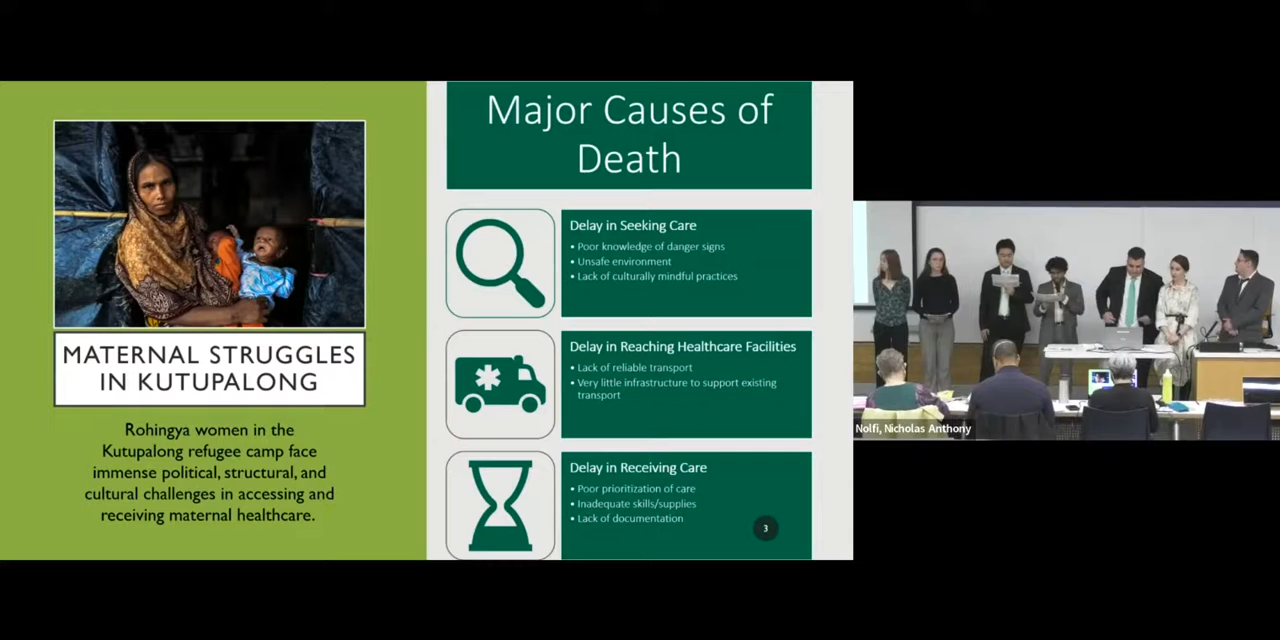 MATERNAL STRUGGLES
IN KUTUPALONG
Rohingya women in the
Kutupalong refugee camp face
immense political, structural, and
cultural challenges in accessing and
receiving maternal healthcare.
Major Causes of
Death
Delay in Seeking Care
• Poor knowledge of danger signs
• Unsafe environment
• Lack of culturally mindful practices
Delay in Reaching Healthcare Facilities
• Lack of reliable transport
• Very little infrastructure to support existing
transport
Delay in Receiving Care
• Poor prioritization of care
• Inadequate skills/supplies
• Lack of documentation
3
Nolfi, Nicholas Anthony